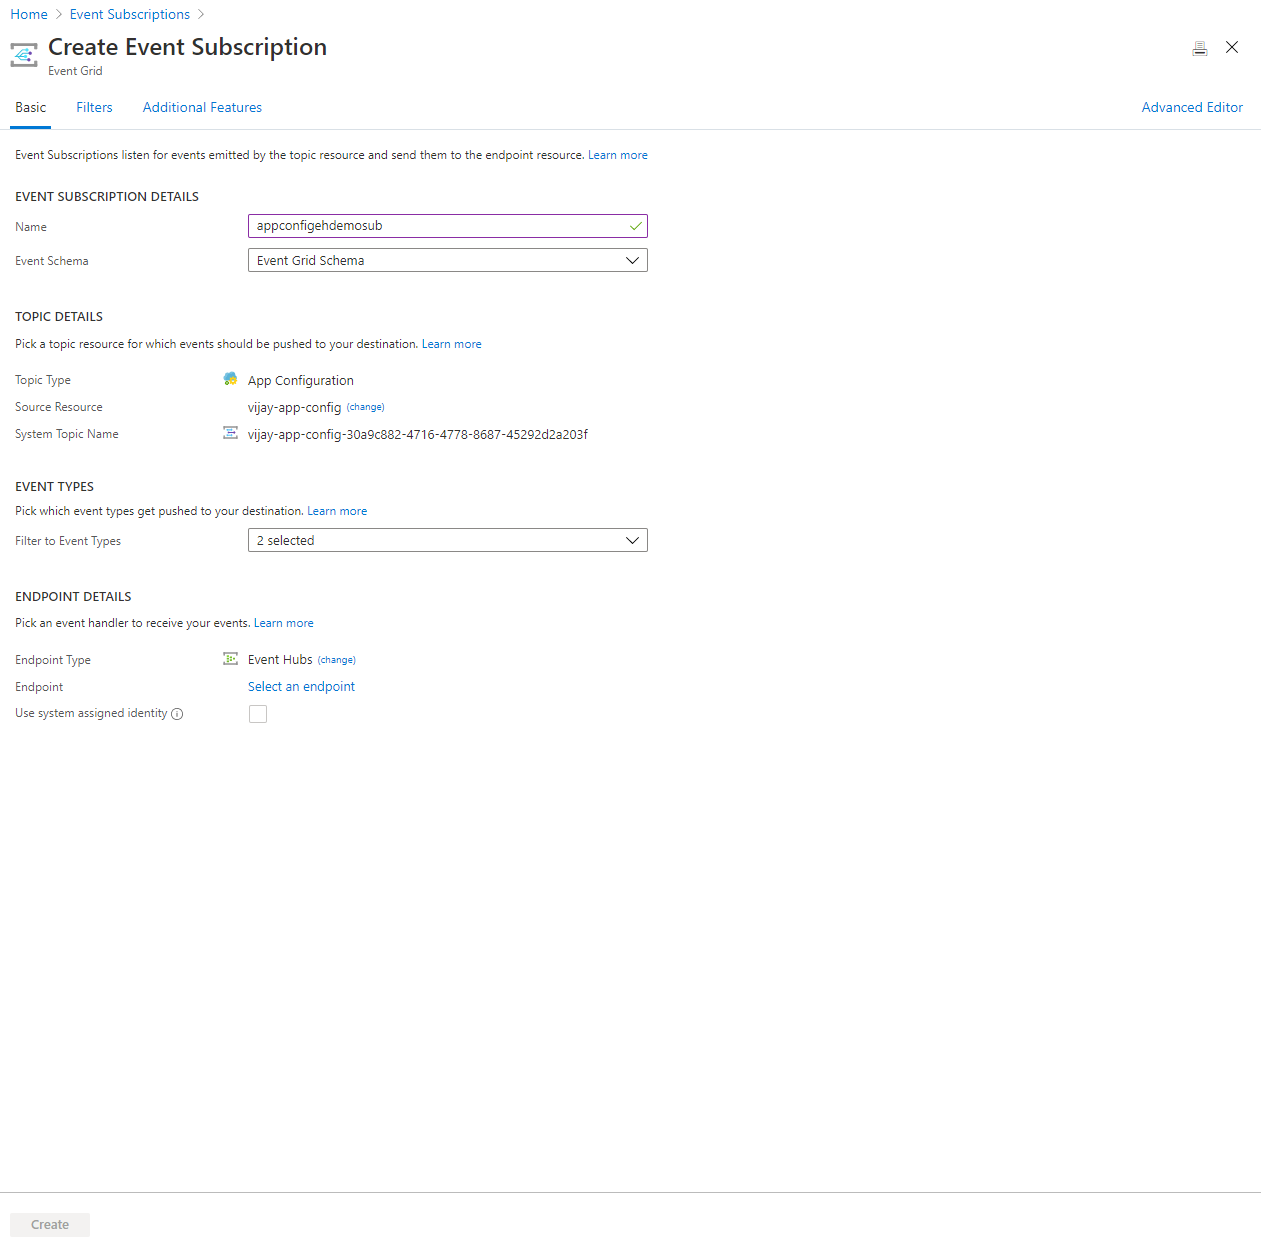 Home > Event Subscriptions >
Create Event Subscription
Event Grid
Basic Filters Additional Features Advanced Editor
Event Subscriptions listen for events emitted by the topic resource and send them to the endpoint resource. Learn more
EVENT SUBSCRIPTION DETAILS
Name appconfigehdemosub
Event Schema Event Grid Schema
TOPIC DETAILS
Pick a topic resource for which events should be pushed to your destination. Learn more
Topic Type App Configuration
Source Resource vijay-app-config (change)
System Topic Name vijay-app-config-30a9c882-4716-4778-8687-45292d2a203f
EVENT TYPES
Pick which event types get pushed to your destination. Learn more
Filter to Event Types 2 selected
ENDPOINT DETAILS
Pick an event handler to receive your events. Learn more
Endpoint Type Event Hubs (change)
Endpoint Select an endpoint
Use system assigned identity
Create